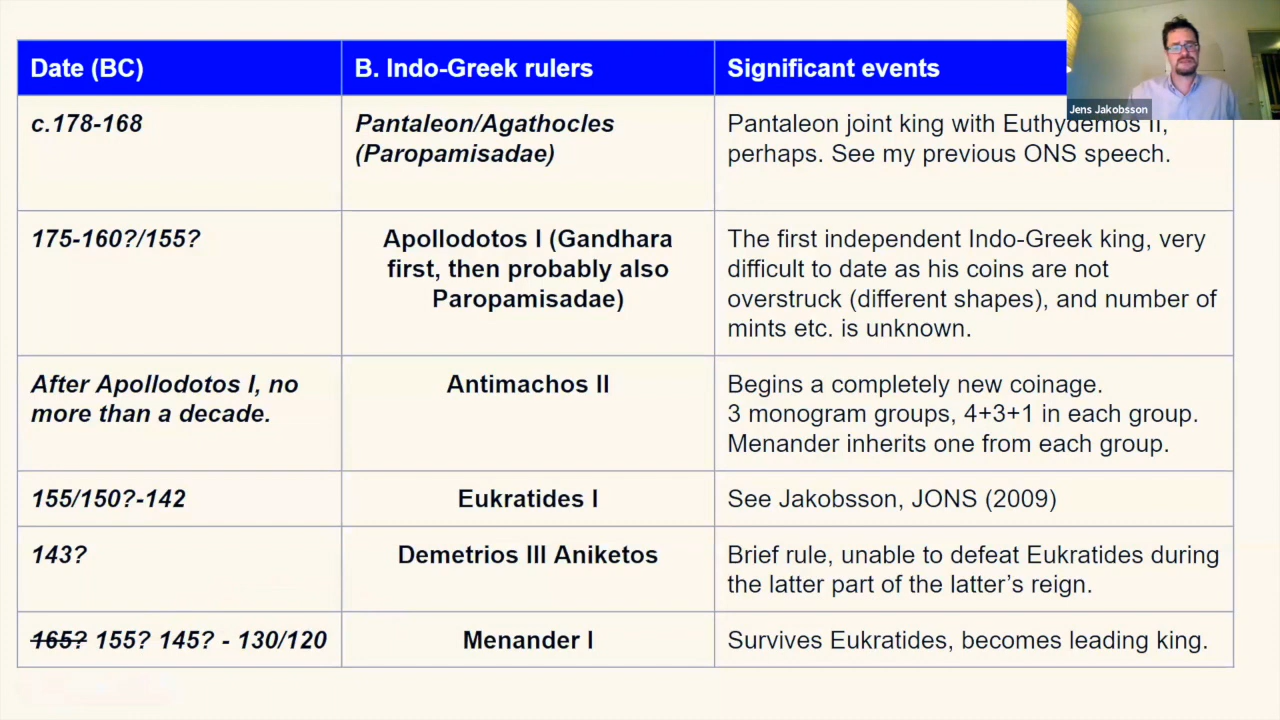 Date (BC)
B. Indo-Greek rulers
Significant events
Jens Jakobsson
c.178-168
Pantaleon/Agathocles
(Paropamisadae)
Pantaleon joint king with Euthydemos II,
perhaps. See my previous ONS speech.
175-160?/155?
Apollodotos I (Gandhara
first, then probably also
Paropamisadae)
The first independent Indo-Greek king, very
difficult to date as his coins are not
overstruck (different shapes), and number of
mints etc. is unknown.
After Apollodotos I, no
more than a decade.
Antimachos II
Begins a completely new coinage.
3 monogram groups, 4+3+1 in each group.
Menander inherits one from each group.
155/150?-142
Eukratides I
See Jakobsson, JONS (2009)
143?
Demetrios III Aniketos
Brief rule, unable to defeat Eukratides during
the latter part of the latter's reign.
165? 155? 145? - 130/120
Menander I
Survives Eukratides, becomes leading king.